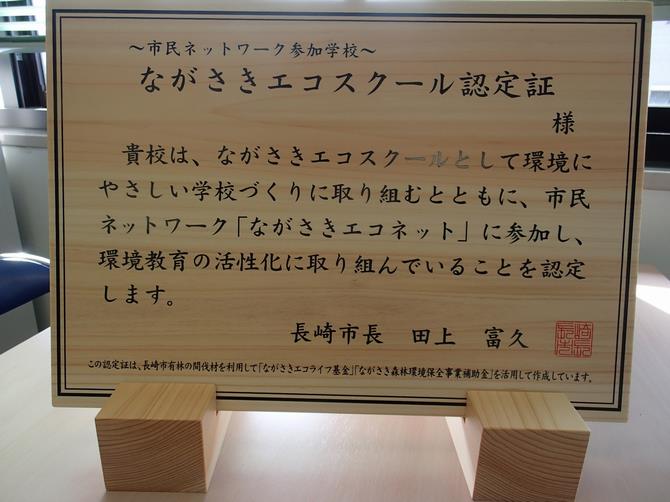 ～市民ネットワーク参加学校～
ながさきエコスクール認定証
様
貴校は、ながさきエコスクールとして環境に
やさしい学校づくりに取り組むとともに、市民
ネットワーク「ながさきエコネット」に参加し、
環境教育の活性化に取り組んでいることを認定
します。
長崎市長　田上　富久
この認定証は、長崎市有林の間伐材を利用して「ながさきエコライフ基金」「ながさき森林環境保全事業補助金」を活用して作成しています。